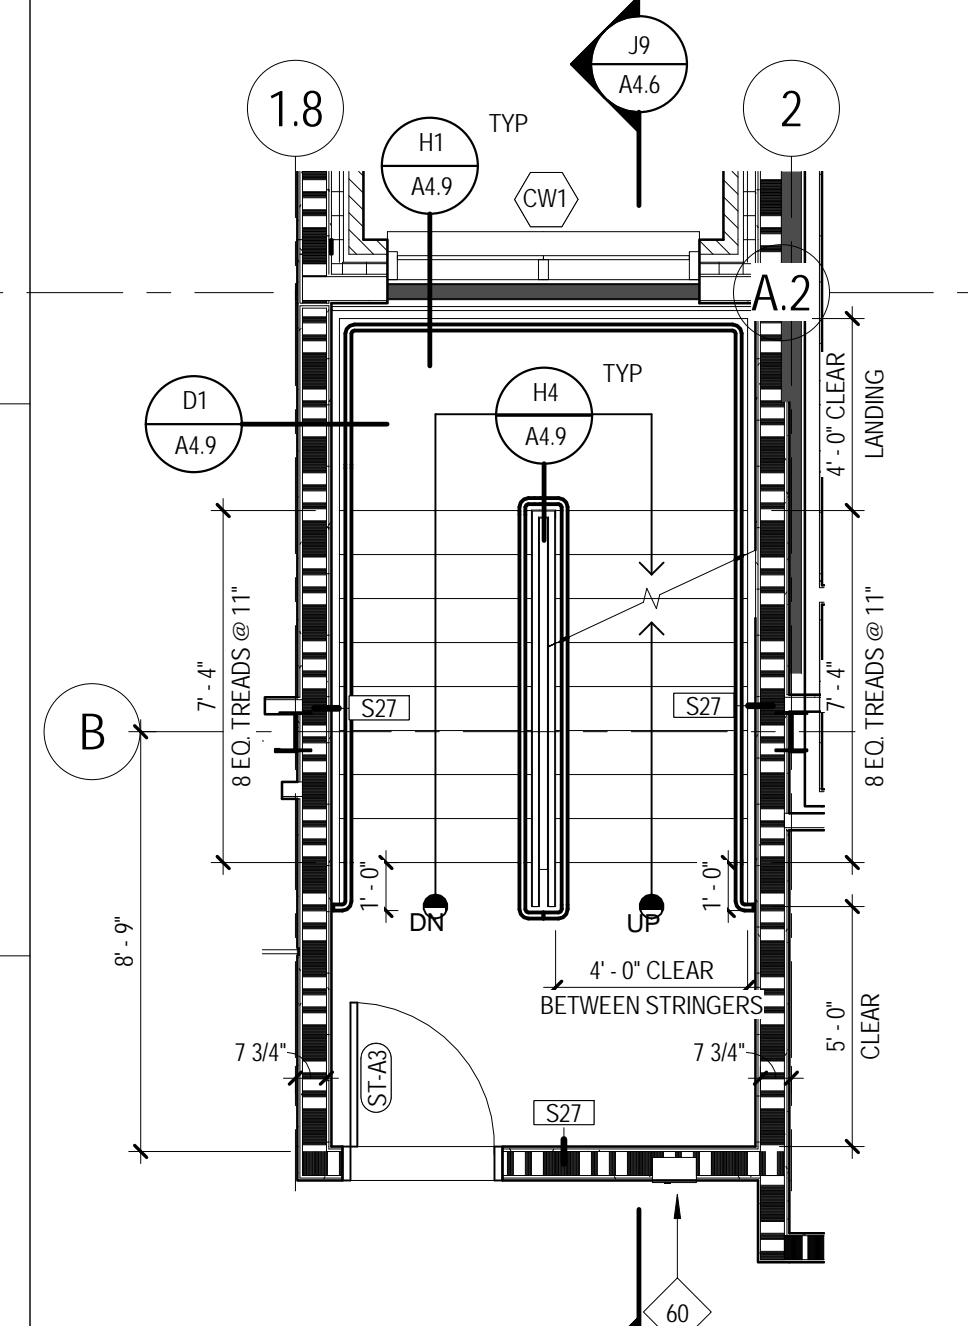 J9
A4.6
1.8
2
TYP
H1
A4.9
CW1
A.2
TYP
H4
A4.9
D1
A4.9
4' - 0" CLEAR
LANDING
7' - 4"
8 EQ. TREADS @ 11"
7' - 4"
8 EQ. TREADS @ 11"
S27
S27
B
1' - 0"
1' - 0"
DN
UP
8' - 9"
4' - 0" CLEAR
BETWEEN STRINGERS
5' - 0"
CLEAR
7 3/4"
7 3/4"
ST-A3
S27
60